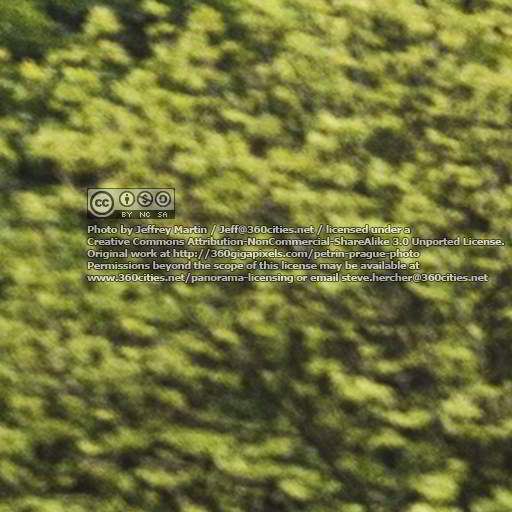 cc
BY NC SA
Photo by Jeffrey Martin / Jeff@360cities.net / licensed under a
Creative Commons Attribution-NonCommercial-ShareAlike 3.0 Unported License.
Original work at http://360gigapixels.com/petrin-prague-photo
Permissions beyond the scope of this license may be available at
www.360cities.net/panorama-licensing or email steve.hercher@360cities.net